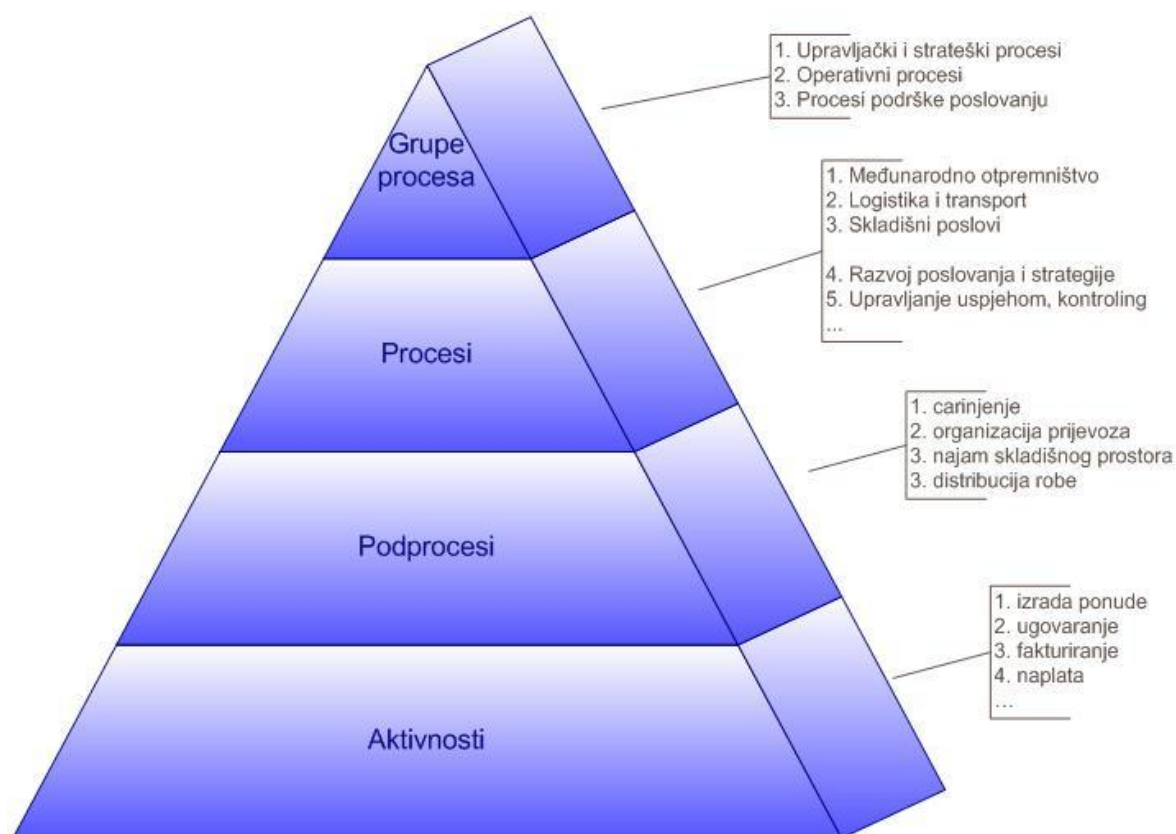 Grupe
procesa
1. Upravljački i strateški procesi
2. Operativni procesi
3. Procesi podrške poslovanju
Procesi
1. Međunarodno otpremništvo
2. Logistika i transport
3. Skladišni poslovi
4. Razvoj poslovanja i strategije
5. Upravljanje uspjehom, kontroling
...
Podprocesi
1. carinjenje
2. organizacija prijevoza
3. najam skladišnog prostora
3. distribucija robe
Aktivnosti
1. izrada ponude
2. ugovaranje
3. fakturiranje
4. naplata
...